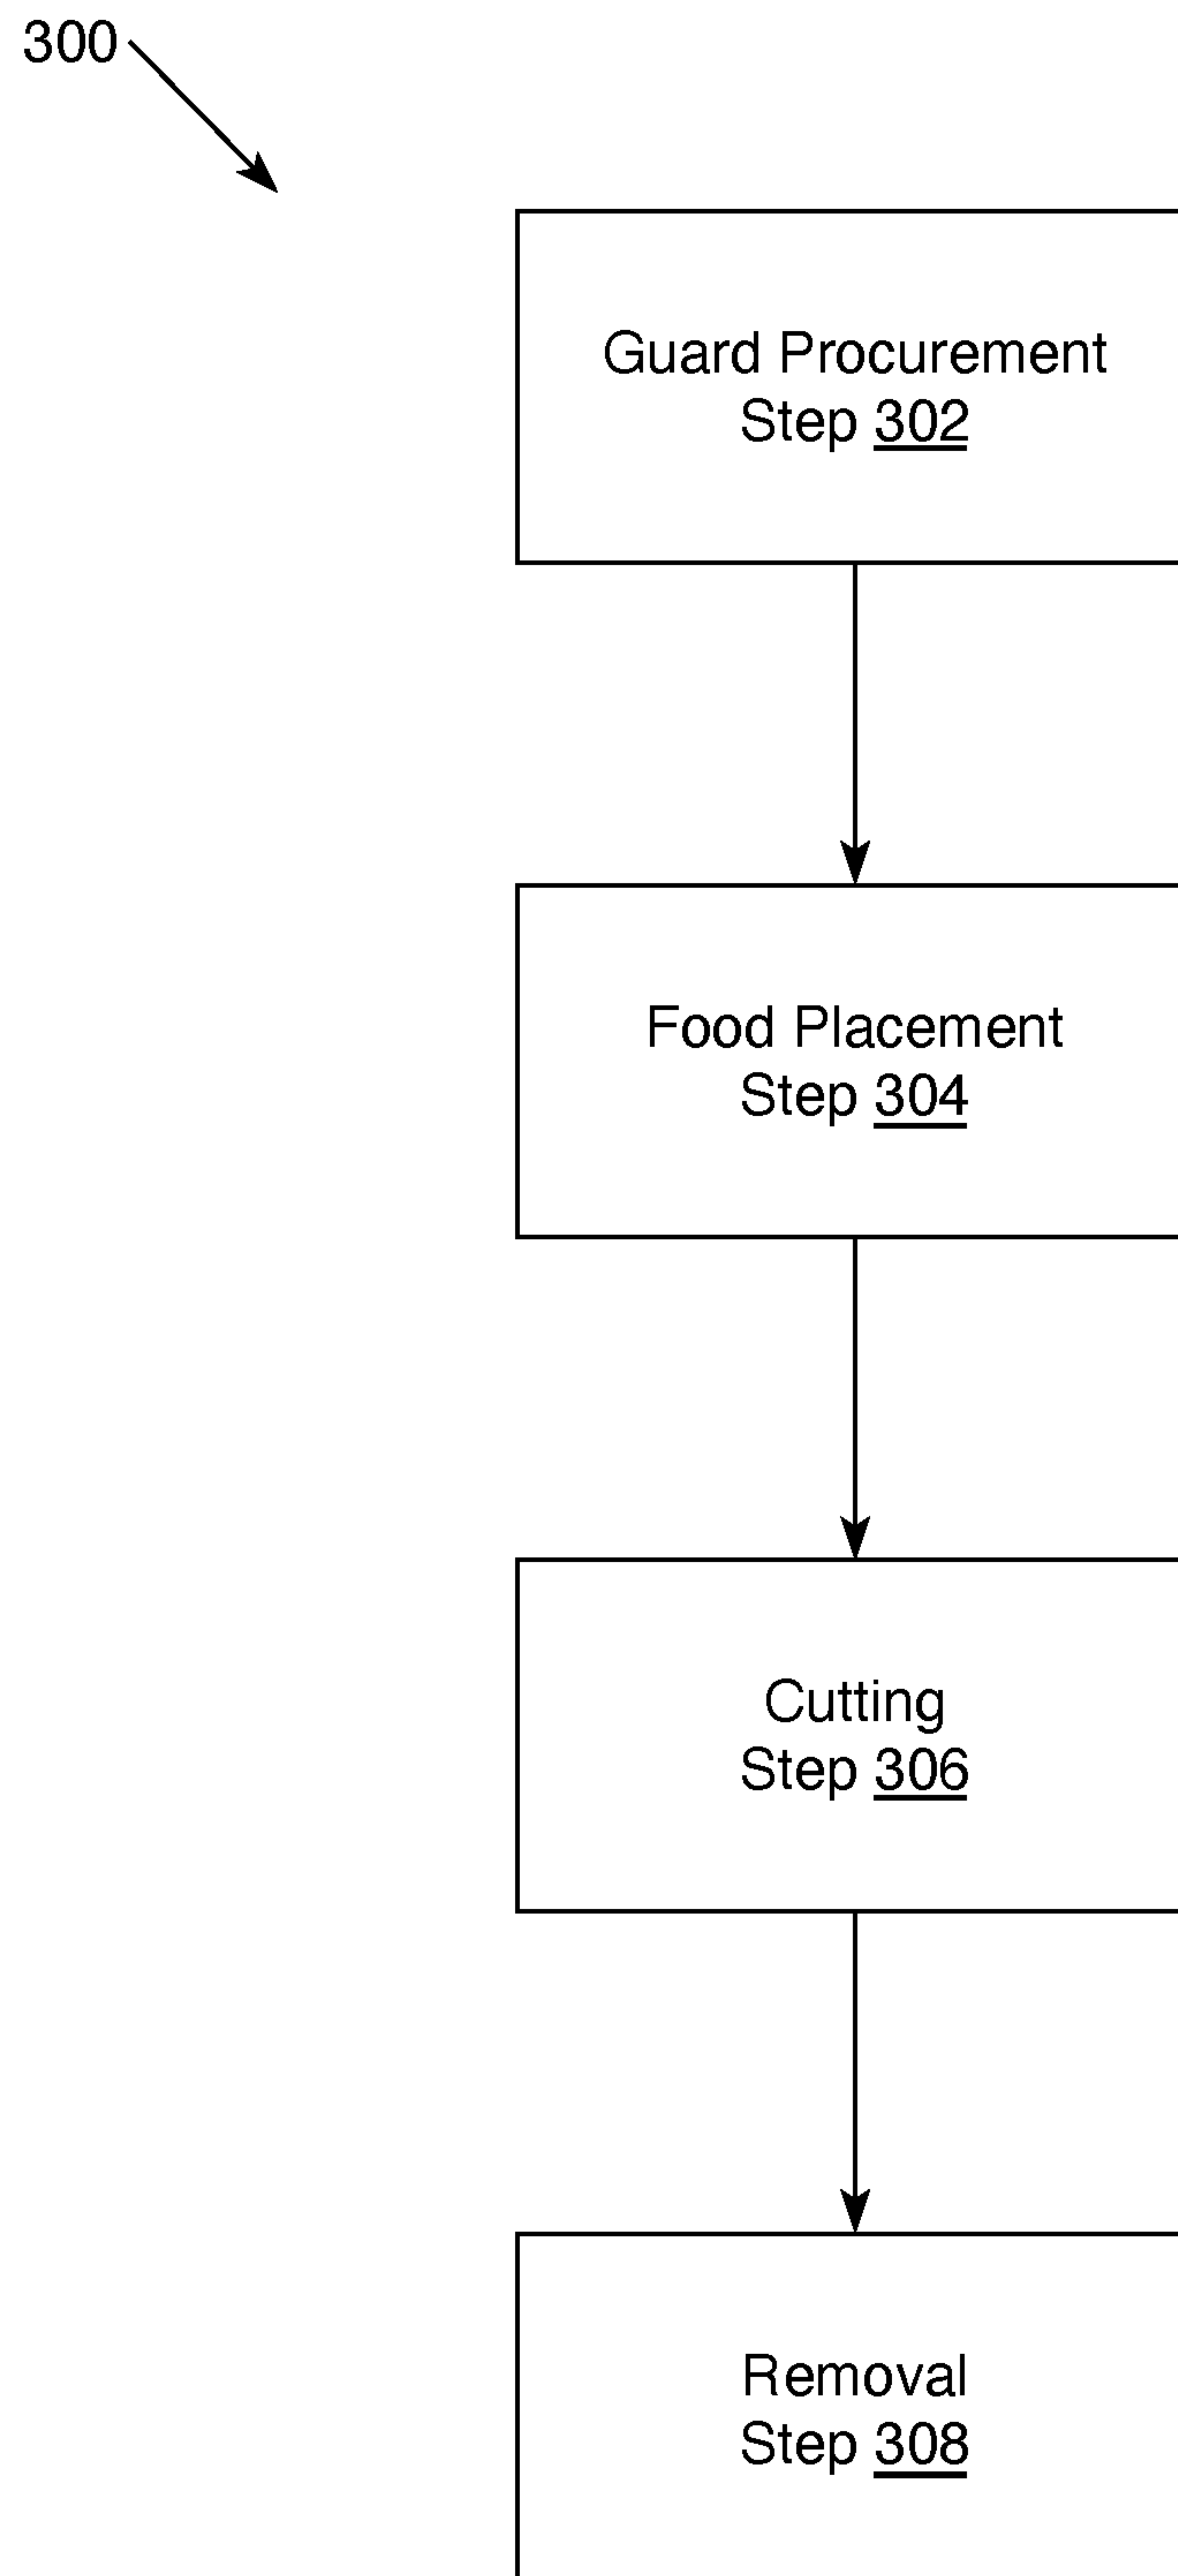 300
Guard Procurement
Step 302
Food Placement
Step 304
Cutting
Step 306
Removal
Step 308